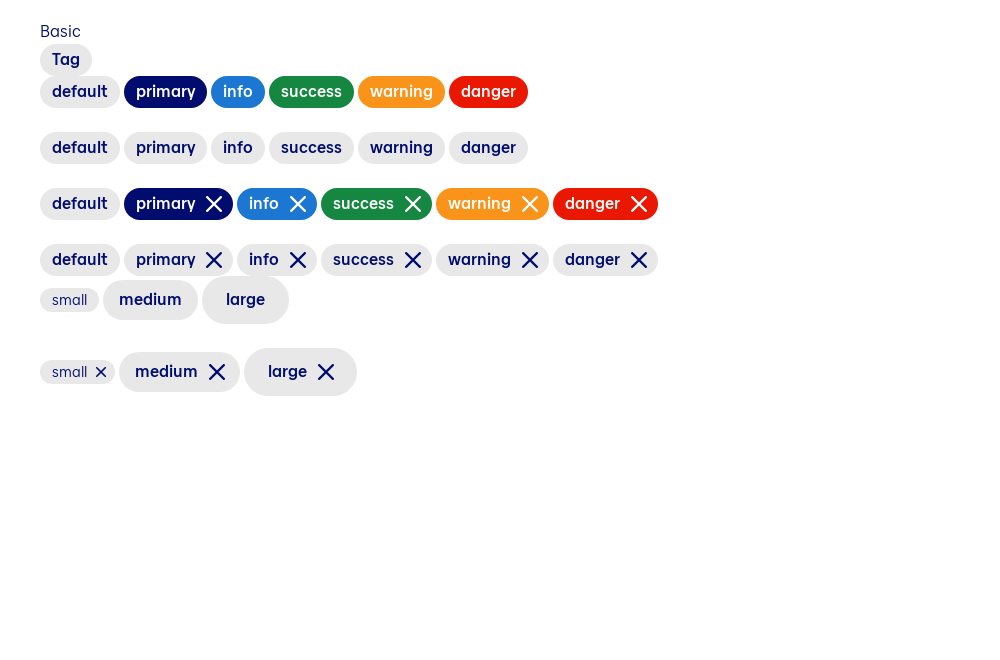 Basic
Tag
default primary info success warning danger
default primary info success warning danger
default primary info success warning danger
default primary info success warning danger
small medium large
small medium large